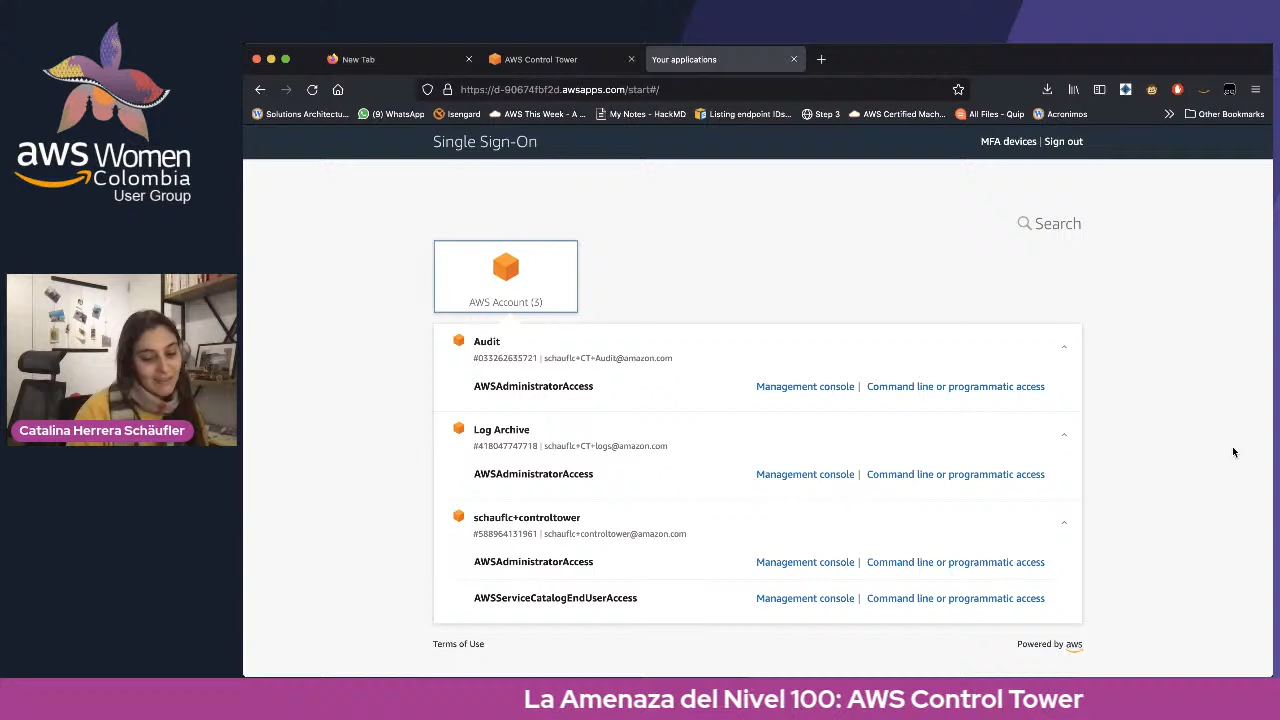 aws Women
Colombia
User Group
Catalina Herrera Schäufler
New Tab
AWS Control Tower
Your applications
https://d-90674fbf2d.awsapps.com/start#/
Solutions Architectu...
(9) WhatsApp
Isengard
AWS This Week - A ...
My Notes - HackMD
Listing endpoint IDs...
Step 3
AWS Certified Mach...
All Files - Quip
Acronimos
Other Bookmarks
Single Sign-On
MFA devices | Sign out
Search
AWS Account (3)
Audit
#033262635721 | schauflc+CT+Audit@amazon.com
AWSAdministratorAccess Management console | Command line or programmatic access
Log Archive
#418047747718 | schauflc+CT+logs@amazon.com
AWSAdministratorAccess Management console | Command line or programmatic access
schauflc+controltower
#588964131961 | schauflc+controltower@amazon.com
AWSAdministratorAccess Management console | Command line or programmatic access
AWSServiceCatalogEndUserAccess Management console | Command line or programmatic access
Terms of Use
Powered by aws
La Amenaza del Nivel 100: AWS Control Tower